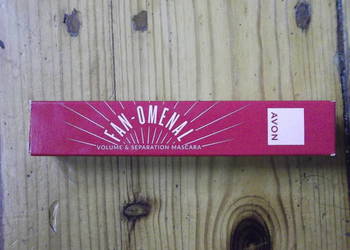 FAN-OMENAL
VOLUME & SEPARATION MASCARA
AVON